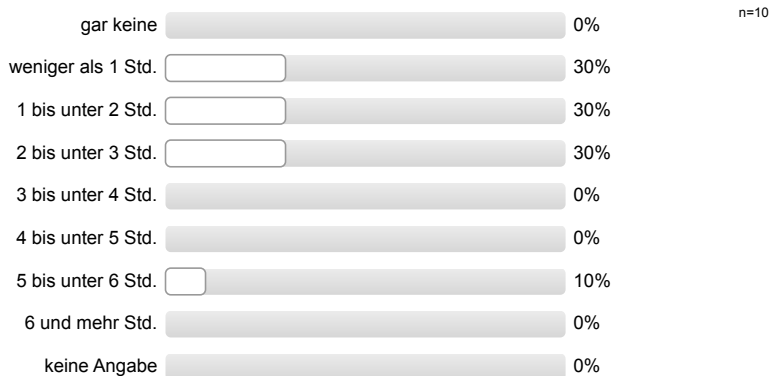 n=10
gar keine 0%
weniger als 1 Std. 30%
1 bis unter 2 Std. 30%
2 bis unter 3 Std. 30%
3 bis unter 4 Std. 0%
4 bis unter 5 Std. 0%
5 bis unter 6 Std. 10%
6 und mehr Std. 0%
keine Angabe 0%